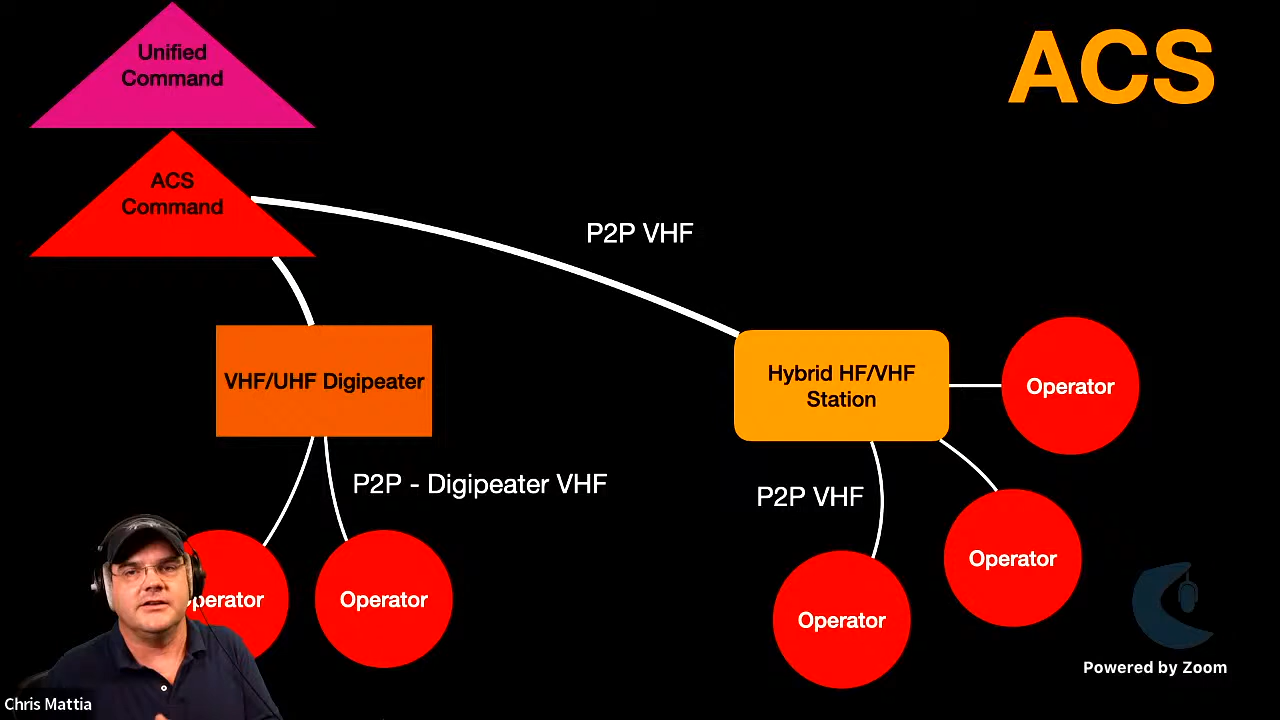 Unified
Command
ACS
ACS
Command
P2P VHF
VHF/UHF Digipeater
Hybrid HF/VHF
Station
Operator
P2P - Digipeater VHF
P2P VHF
Operator
Operator
Operator
Operator
Powered by Zoom
Chris Mattia